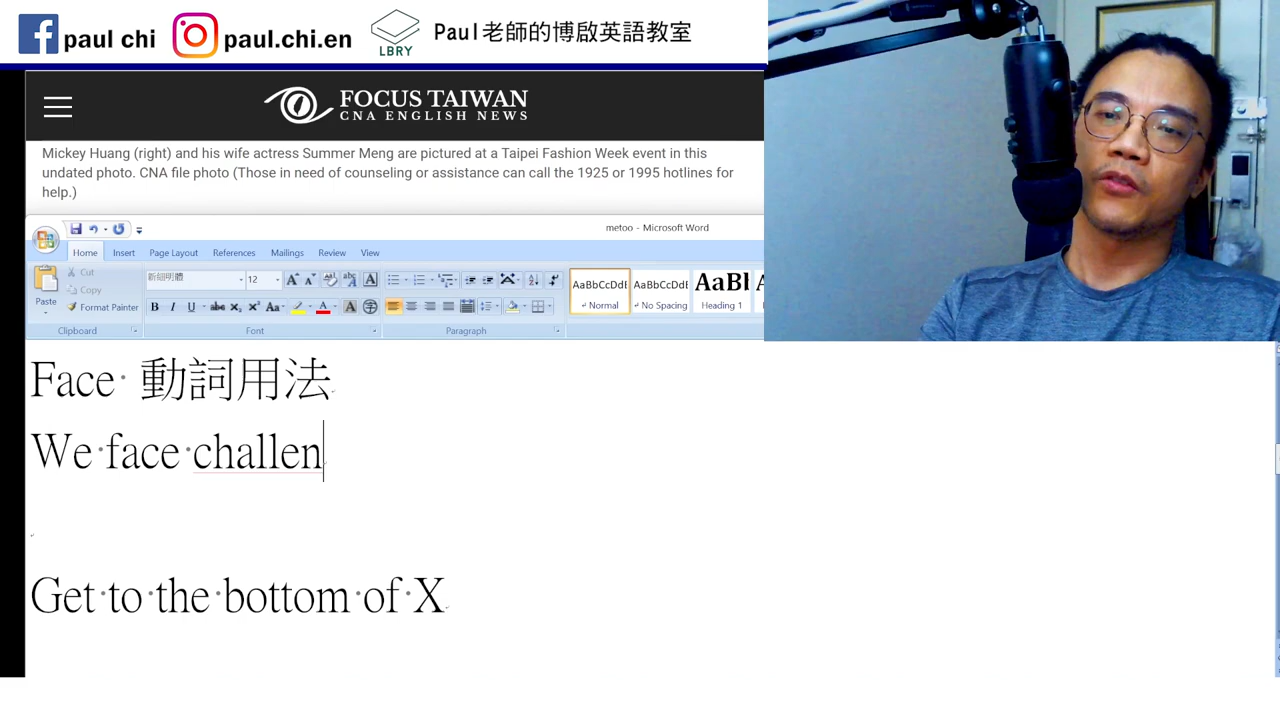 paul chi
paul.chi.en
LBRY
Paul老師的博啟英語教室
FOCUS TAIWAN
CNA ENGLISH NEWS
Mickey Huang (right) and his wife actress Summer Meng are pictured at a Taipei Fashion Week event in this
undated photo. CNA file photo (Those in need of counseling or assistance can call the 1925 or 1995 hotlines for
help.)
metoo - Microsoft Word
Home Insert Page Layout References Mailings Review View
Paste
Cut
Copy
Format Painter
Clipboard
新細明體 12
Font
Paragraph
AaBbCcDdE AaBbCcDdE AaBb
Normal No Spacing Heading 1
Face 動詞用法
We face challen
Get to the bottom of X